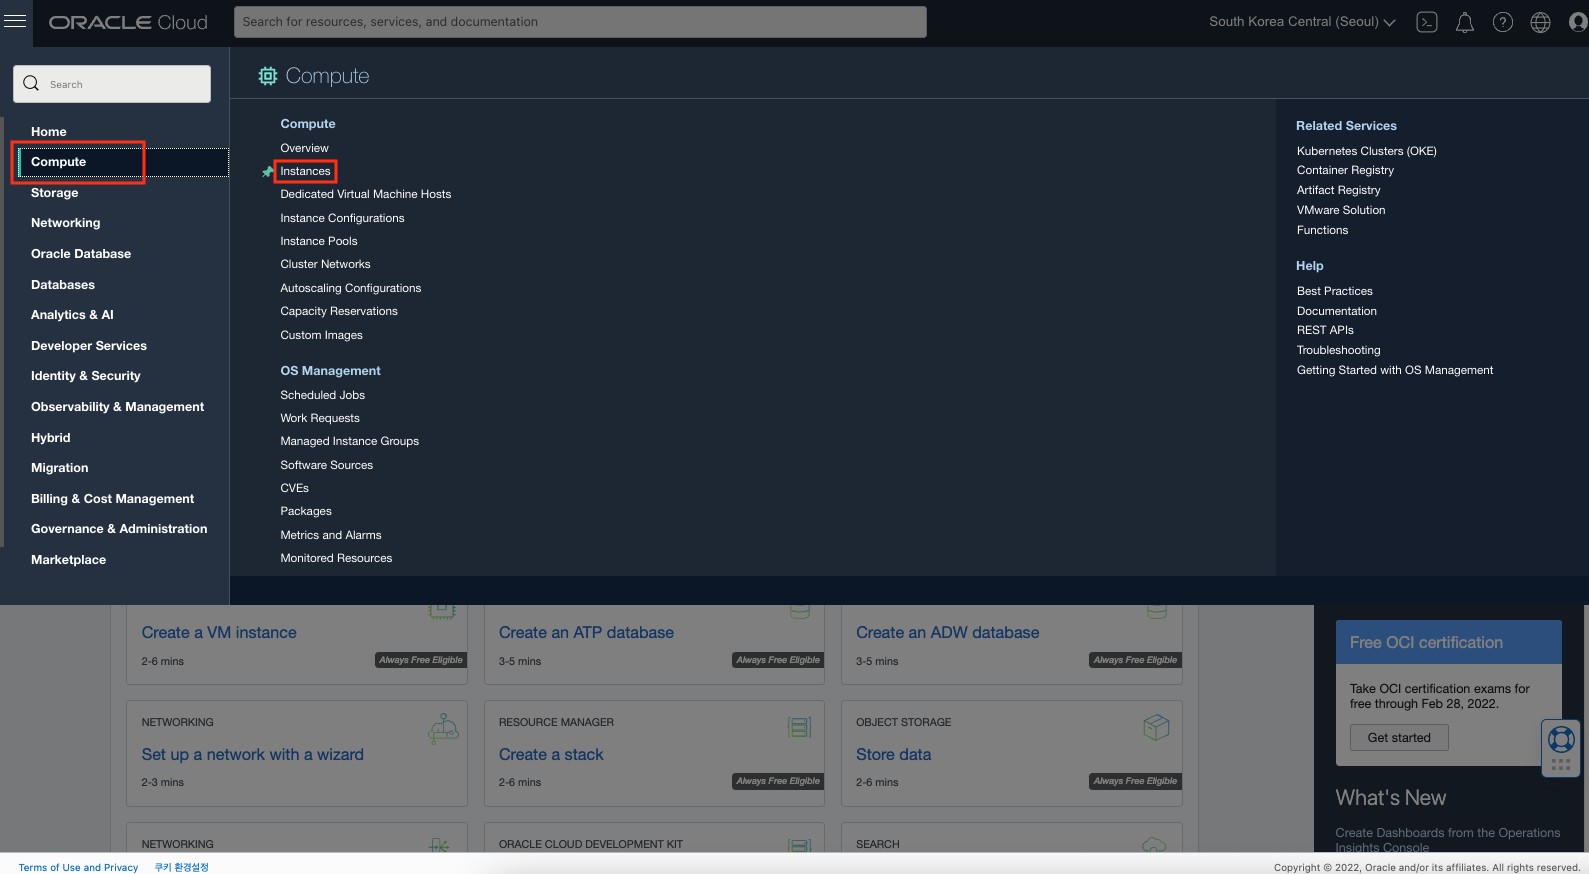 ORACLE Cloud
Search for resources, services, and documentation
South Korea Central (Seoul)
Search
Home
Compute
Storage
Networking
Oracle Database
Databases
Analytics & AI
Developer Services
Identity & Security
Observability & Management
Hybrid
Migration
Billing & Cost Management
Governance & Administration
Marketplace
Compute
Compute
Overview
Instances
Dedicated Virtual Machine Hosts
Instance Configurations
Instance Pools
Cluster Networks
Autoscaling Configurations
Capacity Reservations
Custom Images
OS Management
Scheduled Jobs
Work Requests
Managed Instance Groups
Software Sources
CVEs
Packages
Metrics and Alarms
Monitored Resources
Related Services
Kubernetes Clusters (OKE)
Container Registry
Artifact Registry
VMware Solution
Functions
Help
Best Practices
Documentation
REST APIs
Troubleshooting
Getting Started with OS Management
Create a VM instance
2-6 mins
Always Free Eligible
Create an ATP database
3-5 mins
Always Free Eligible
Create an ADW database
3-5 mins
Always Free Eligible
NETWORKING
Set up a network with a wizard
2-3 mins
RESOURCE MANAGER
Create a stack
2-6 mins
Always Free Eligible
OBJECT STORAGE
Store data
2-6 mins
Always Free Eligible
NETWORKING
ORACLE CLOUD DEVELOPMENT KIT
SEARCH
Free OCI certification
Take OCI certification exams for
free through Feb 28, 2022.
Get started
What's New
Create Dashboards from the Operations
Insights Console
Terms of Use and Privacy
쿠키 환경설정
Copyright © 2022, Oracle and/or its affiliates. All rights reserved.